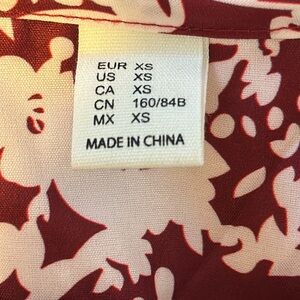 EUR XS
US XS
CA XS
CN 160/84B
MX XS
MADE IN CHINA